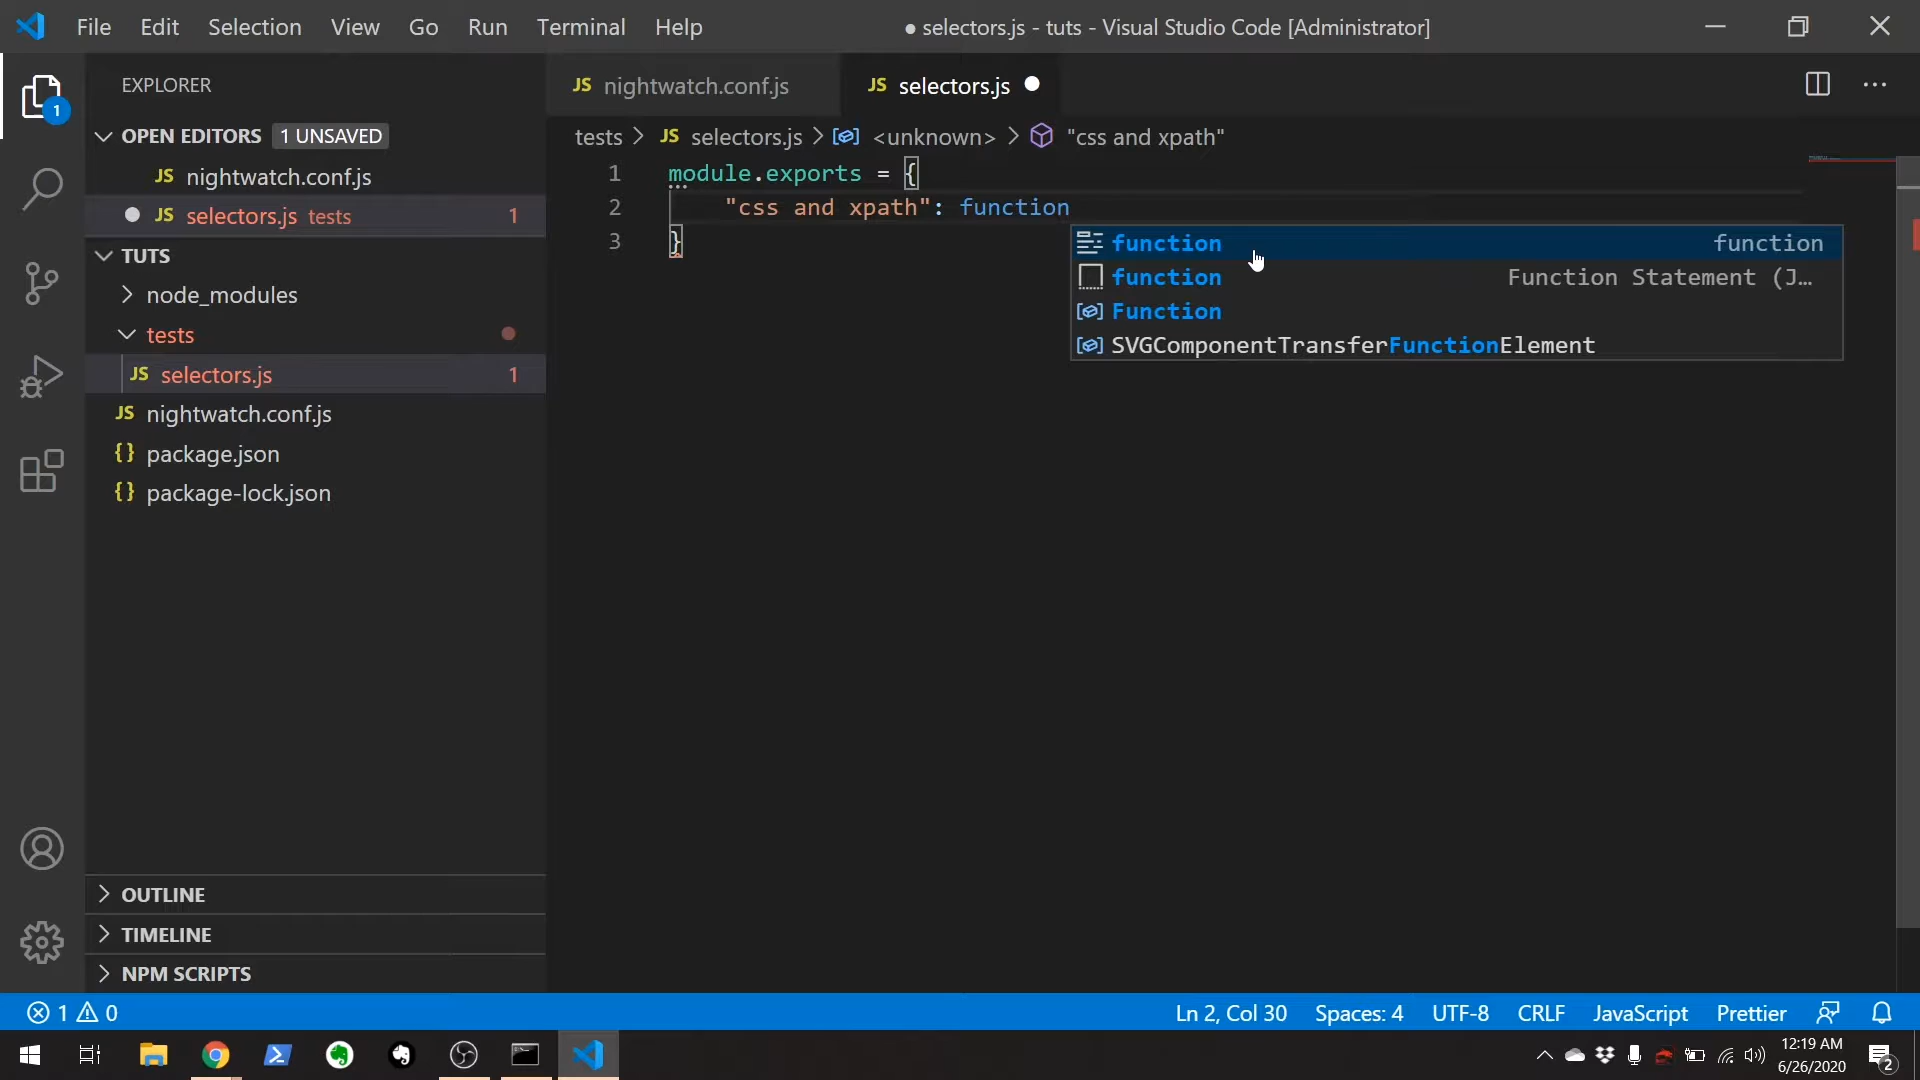 File Edit Selection View Go Run Terminal Help ● selectors.js - tuts - Visual Studio Code [Administrator]
EXPLORER
1
OPEN EDITORS 1 UNSAVED
JS nightwatch.conf.js
JS selectors.js tests 1
TUTS
node_modules
tests
JS selectors.js 1
JS nightwatch.conf.js
{} package.json
{} package-lock.json
OUTLINE
TIMELINE
NPM SCRIPTS
JS nightwatch.conf.js JS selectors.js
tests > JS selectors.js > <unknown> > "css and xpath"
1 module.exports = {
2 "css and xpath": function
3 }
function function
function Function Statement (J…
Function
SVGComponentTransferFunctionElement
1 0 Ln 2, Col 30 Spaces: 4 UTF-8 CRLF JavaScript Prettier
12:19 AM
6/26/2020
2